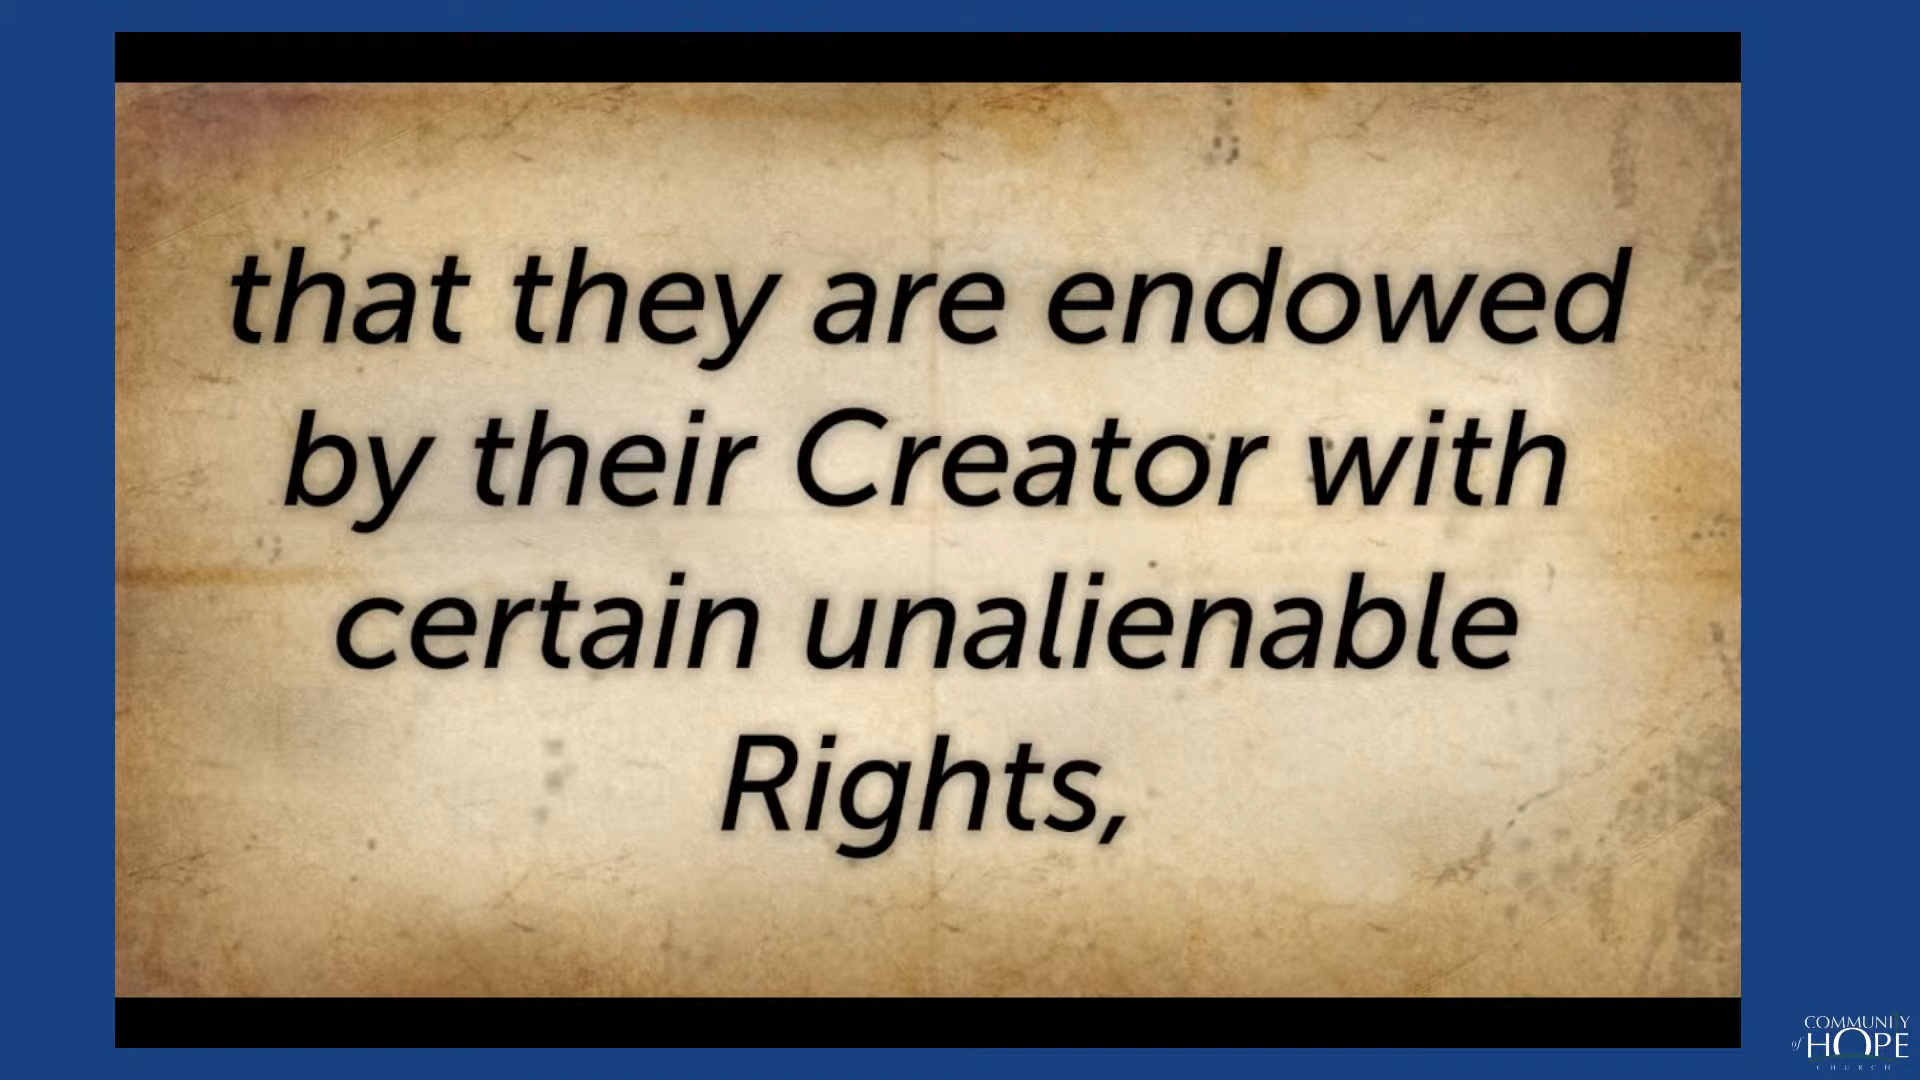 that they are endowed
by their Creator with
certain unalienable
Rights,
COMMUNITY
of HOPE
CHURCH